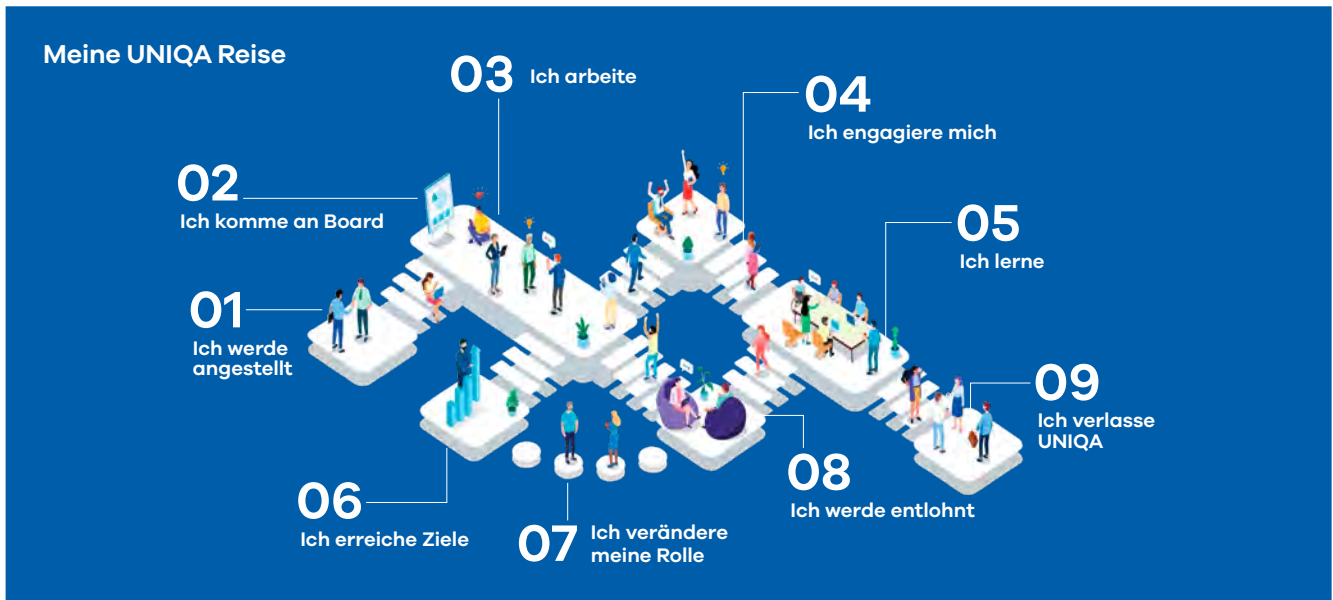 Meine UNIQA Reise
01
Ich werde
angestellt
02
Ich komme an Board
03 Ich arbeite
04
Ich engagiere mich
05
Ich lerne
06
Ich erreiche Ziele
07 Ich verändere
meine Rolle
08
Ich werde entlohnt
09
Ich verlasse
UNIQA